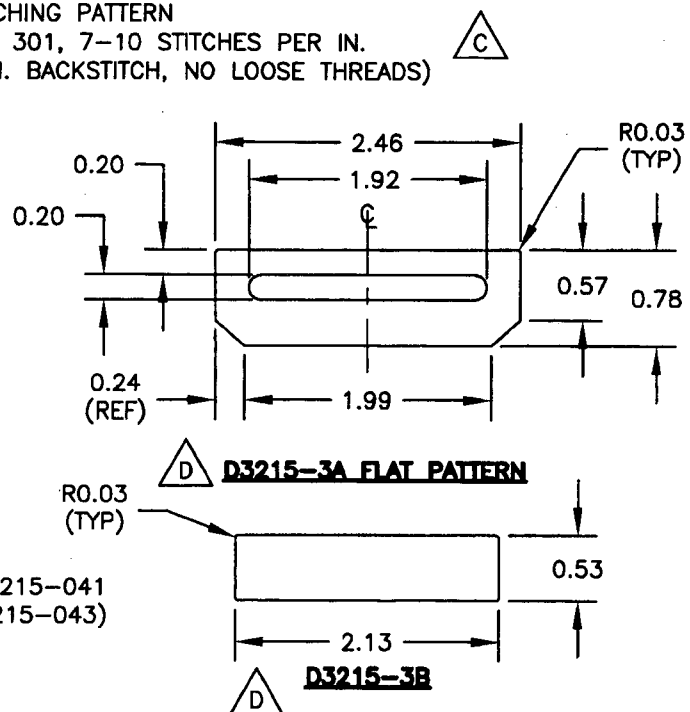 CHING PATTERN
301, 7-10 STITCHES PER IN.
. BACKSTITCH, NO LOOSE THREADS)
C
2.46
R0.03
(TYP)
0.20
1.92
0.20
CL
0.57
0.78
0.24
(REF)
1.99
D
D3215-3A FLAT PATTERN
R0.03
(TYP)
215-041
215-043)
0.53
2.13
D3215-3B
D